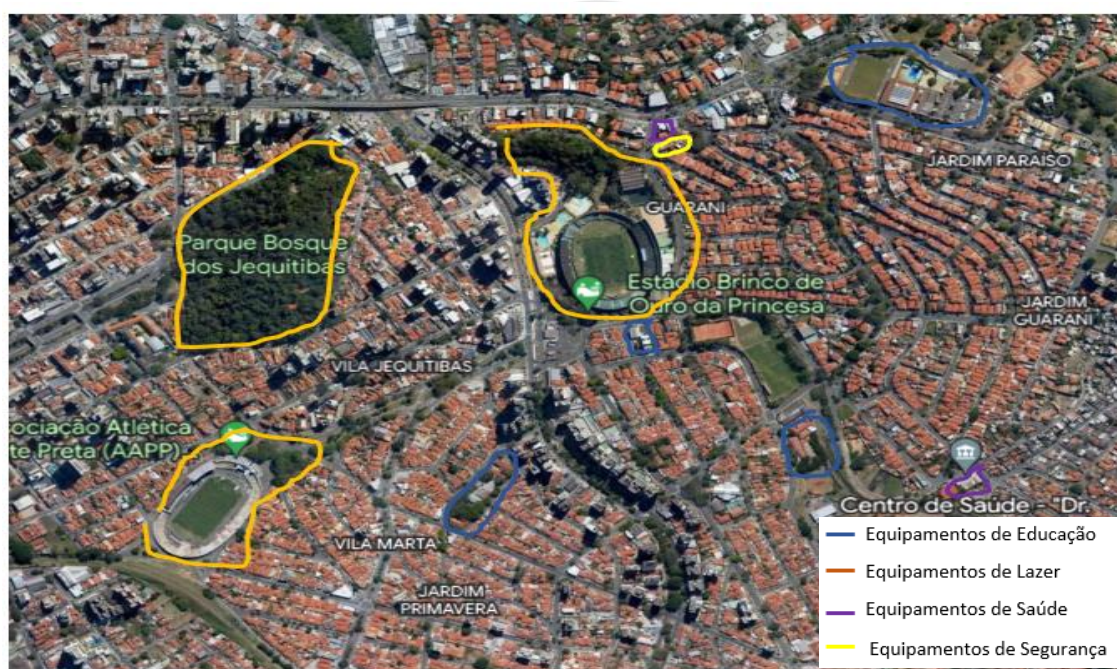 JARDIM PARAISO
GUARANI
Parque Bosque
dos Jequitibas
Estádio Brinco de
Ouro da Princesa
JARDIM
GUARANI
VILA JEQUITIBAS
ociação Atlética
te Preta (AAPP)
Centro de Saúde - "Dr.
VILA MARTA
JARDIM
PRIMAVERA
Equipamentos de Educação
Equipamentos de Lazer
Equipamentos de Saúde
Equipamentos de Segurança